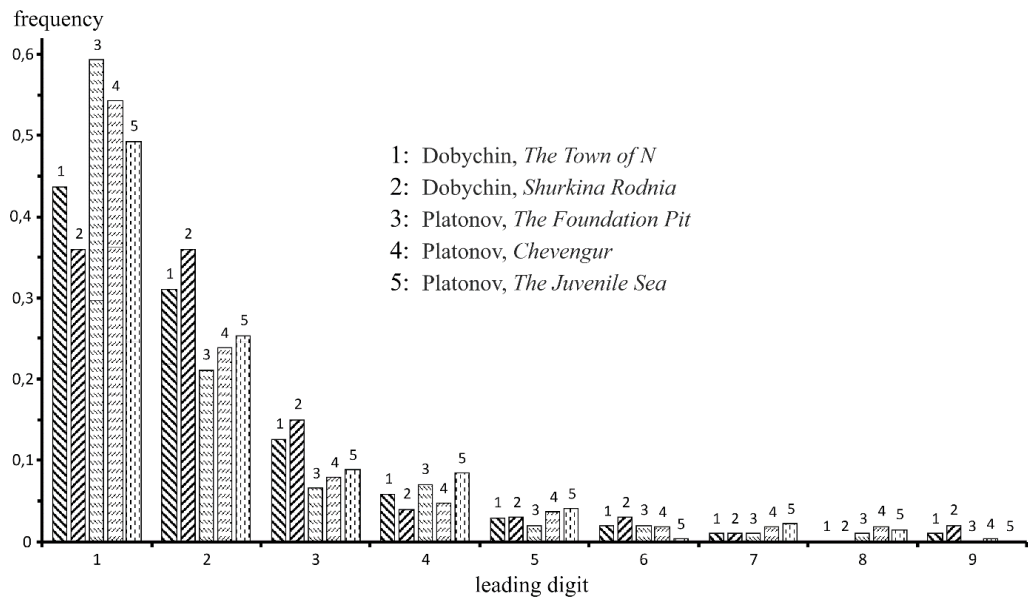 frequency
0,6
0,5
0,4
0,3
0,2
0,1
0
1: Dobychin, The Town of N
2: Dobychin, Shurkina Rodnia
3: Platonov, The Foundation Pit
4: Platonov, Chevengur
5: Platonov, The Juvenile Sea
1 2 3 4 5
1 2 3 4 5
1 2 3 4 5
1 2 3 4 5
1 2 3 4 5
1 2 3 4 5
1 2 3 4 5
1 2 3 4 5
1 2 3 4 5
1 2 3 4 5 6 7 8 9
leading digit